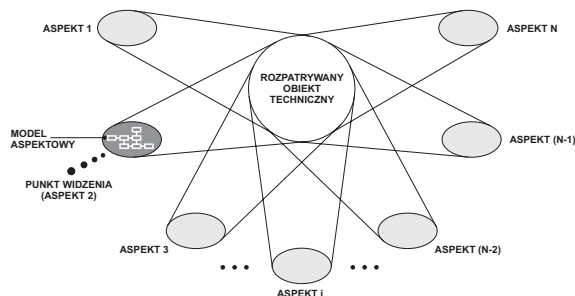 ASPEKT 1
ASPEKT N
ROZPATRYWANY
OBIEKT
TECHNICZNY
MODEL
ASPEKTOWY
ASPEKT (N-1)
PUNKT WIDZENIA
(ASPEKT 2)
ASPEKT 3
ASPEKT (N-2)
ASPEKT i